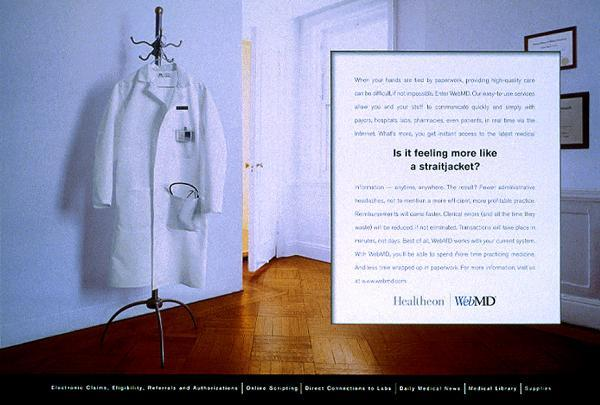 When your hands are tied by paperwork, providing high-quality care
can be difficult, if not impossible. Enter WebMD. Our easy-to-use services
allow you and your staff to communicate quickly and simply with
payors, hospitals, labs, pharmacies, even patients, in real time via the
Internet. What's more, you get instant access to the latest medical
Is it feeling more like
a straitjacket?
information — anytime, anywhere. The result? Fewer administrative
headaches, not to mention a more efficient, more profitable practice.
Reimbursements will come faster. Clerical errors (and all the time they
waste) will be reduced, if not eliminated. Transactions will take place in
minutes, not days. Best of all, WebMD works with your current system.
With WebMD, you'll be able to spend more time practicing medicine.
And less time wrapped up in paperwork. For more information, visit us
at www.webmd.com.
Healtheon | WebMD
Electronic Claims, Eligibility, Referrals and Authorizations | Online Scripting | Direct Connections to Labs | Daily Medical News | Medical Library | Supplies